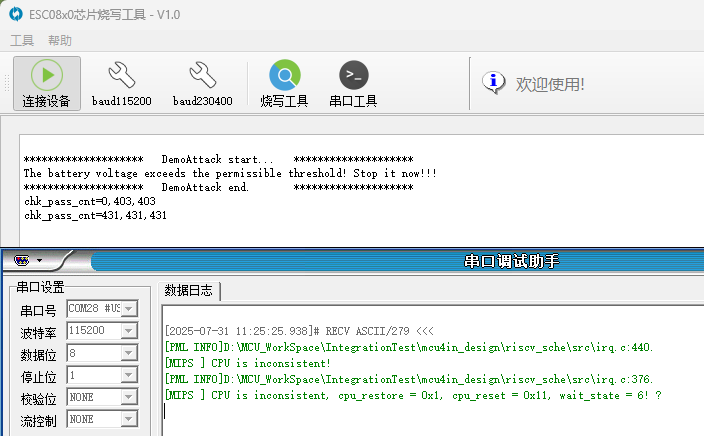 ESC08x0芯片烧写工具 - V1.0
工具 帮助
连接设备 baud115200 baud230400 烧写工具 串口工具 欢迎使用!
******************** DemoAttack start... ********************
The battery voltage exceeds the permissible threshold! Stop it now!!!
******************** DemoAttack end. ********************
chk_pass_cnt=0,403,403
chk_pass_cnt=431,431,431
串口调试助手
串口设置
串口号 COM28 #US
波特率 115200
数据位 8
停止位 1
校验位 NONE
流控制 NONE
数据日志
[2025-07-31 11:25:25.938]# RECV ASCII/279 <<<
[PML INFO]D:\MCU_WorkSpace\IntegrationTest\mcu4in_design\riscv_sche\src\irq.c:440.
[MIPS ] CPU is inconsistent!
[PML INFO]D:\MCU_WorkSpace\IntegrationTest\mcu4in_design\riscv_sche\src\irq.c:376.
[MIPS ] CPU is inconsistent, cpu_restore = 0x1, cpu_reset = 0x11, wait_state = 6! ?